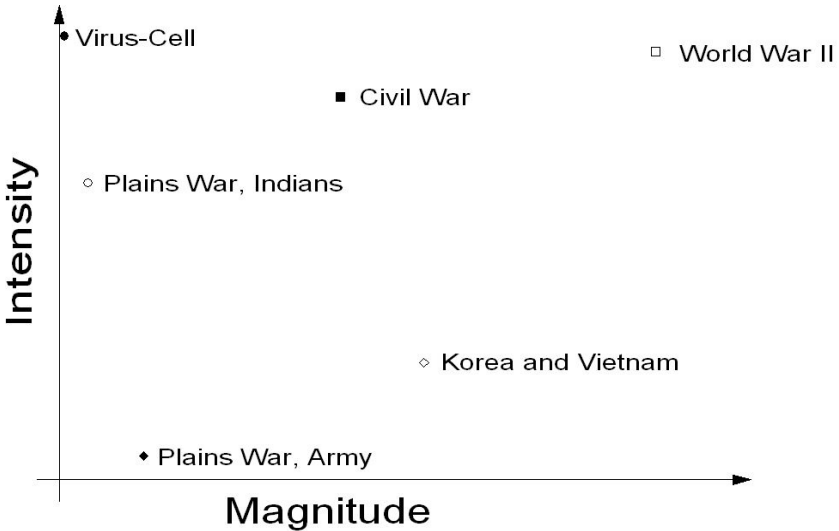 Virus-Cell
World War II
Civil War
Plains War, Indians
Intensity
Korea and Vietnam
Plains War, Army
Magnitude